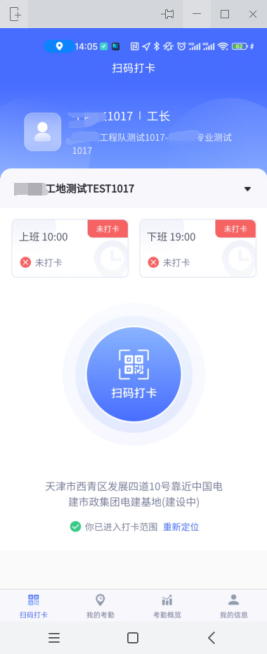 14:05
扫码打卡
1017 | 工长
工程队测试1017- 专业测试
1017
工地测试TEST1017
上班 10:00
未打卡
未打卡
下班 19:00
未打卡
未打卡
扫码打卡
天津市西青区发展四道10号靠近中国电
建市政集团电建基地(建设中)
你已进入打卡范围 重新定位
扫码打卡 我的考勤 考勤概览 我的信息